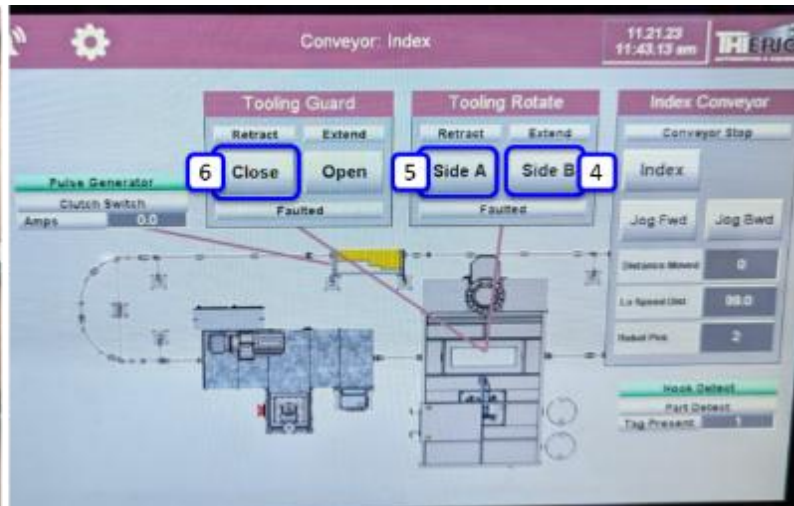 Conveyor: Index
11.21.23
11:43.13 am
THIERIC
Tooling Guard
Retract Extend
6 Close Open
Faulted
Tooling Rotate
Retract Extend
5 Side A Side B 4
Faulted
Index Conveyor
Conveyor Stop
Index
Jog Fwd Jog Bwd
Distance Moved 0
Lo Speed Dist 99.0
Robot Pos 2
Pulse Generator
Clutch Switch
Amps 0.0
Hook Detect
Part Detect
Tag Present 1